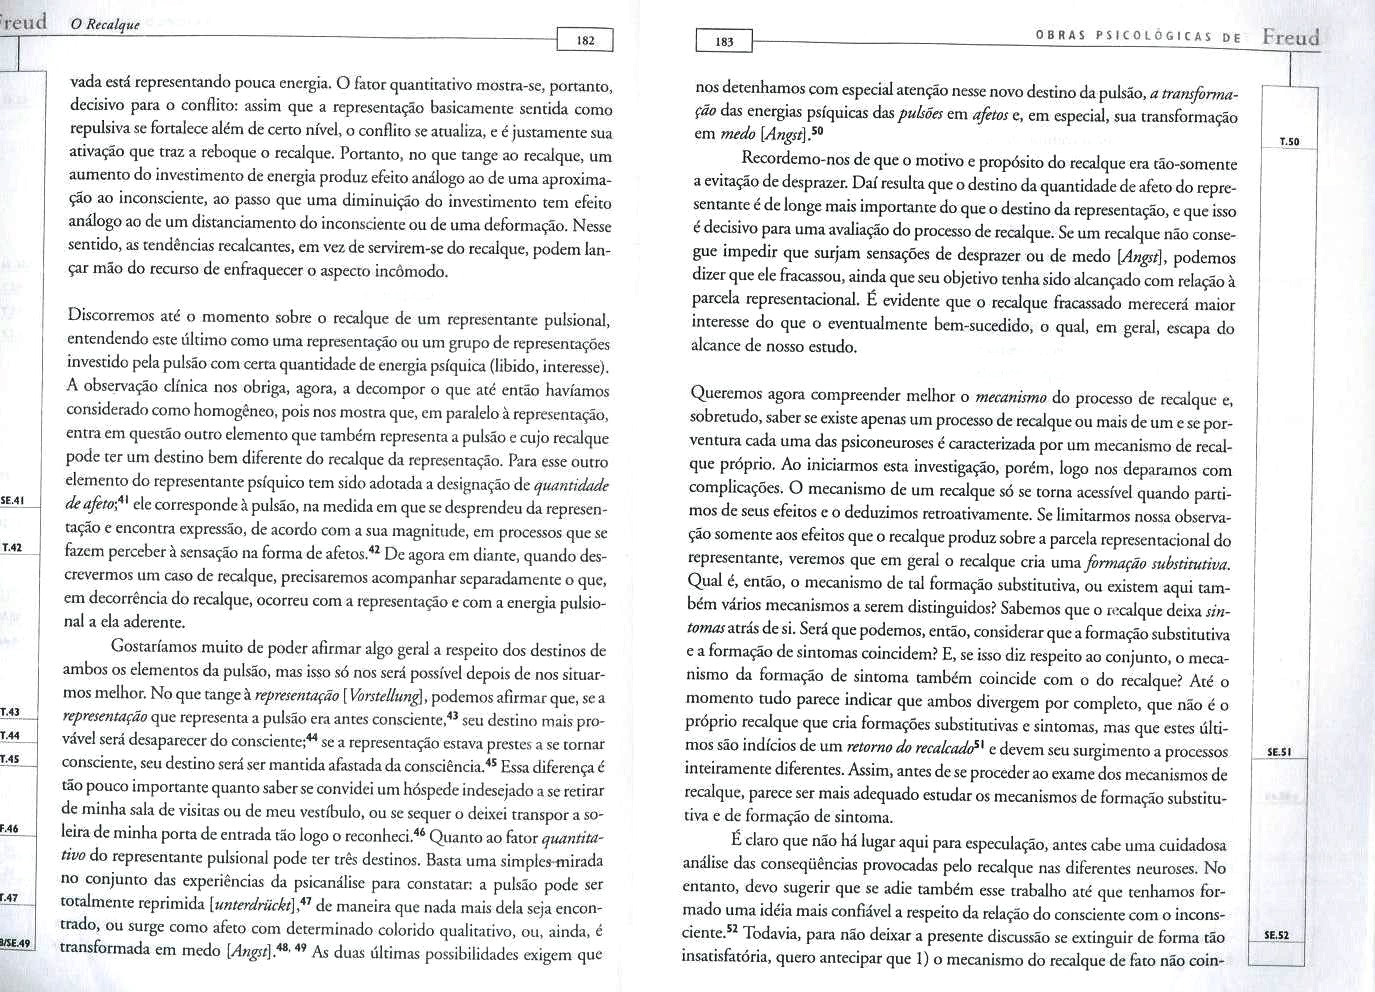 Freud O Recalque
182
vada está representando pouca energia. O fator quantitativo mostra-se, portanto,
decisivo para o conflito: assim que a representação basicamente sentida como
repulsiva se fortalece além de certo nível, o conflito se atualiza, e é justamente sua
ativação que traz a reboque o recalque. Portanto, no que tange ao recalque, um
aumento do investimento de energia produz efeito análogo ao de uma aproxima-
ção ao inconsciente, ao passo que uma diminuição do investimento tem efeito
análogo ao de um distanciamento do inconsciente ou de uma deformação. Nesse
sentido, as tendências recalcantes, em vez de servirem-se do recalque, podem lan-
çar mão do recurso de enfraquecer o aspecto incômodo.
Discorremos até o momento sobre o recalque de um representante pulsional,
entendendo este último como uma representação ou um grupo de representações
investido pela pulsão com certa quantidade de energia psíquica (libido, interesse).
A observação clínica nos obriga, agora, a decompor o que até então havíamos
considerado como homogêneo, pois nos mostra que, em paralelo à representação,
entra em questão outro elemento que também representa a pulsão e cujo recalque
pode ter um destino bem diferente do recalque da representação. Para esse outro
elemento do representante psíquico tem sido adotada a designação de quantidade
SE.41
de afeto;41 ele corresponde à pulsão, na medida em que se desprendeu da represen-
tação e encontra expressão, de acordo com a sua magnitude, em processos que se
T.42
fazem perceber à sensação na forma de afetos.42 De agora em diante, quando des-
crevermos um caso de recalque, precisaremos acompanhar separadamente o que,
em decorrência do recalque, ocorreu com a representação e com a energia pulsio-
nal a ela aderente.
Gostaríamos muito de poder afirmar algo geral a respeito dos destinos de
ambos os elementos da pulsão, mas isso só nos será possível depois de nos situar-
mos melhor. No que tange à representação [Vorstellung], podemos afirmar que, se a
T.43
representação que representa a pulsão era antes consciente,43 seu destino mais pro-
T.44
vável será desaparecer do consciente;44 se a representação estava prestes a se tornar
T.45
consciente, seu destino será ser mantida afastada da consciência.45 Essa diferença é
tão pouco importante quanto saber se convidei um hóspede indesejado a se retirar
de minha sala de visitas ou de meu vestíbulo, ou se sequer o deixei transpor a so-
F.46
leira de minha porta de entrada tão logo o reconheci.46 Quanto ao fator quantita-
tivo do representante pulsional pode ter três destinos. Basta uma simples mirada
no conjunto das experiências da psicanálise para constatar: a pulsão pode ser
T.47
totalmente reprimida [unterdrückt],47 de maneira que nada mais dela seja encon-
trado, ou surge como afeto com determinado colorido qualitativo, ou, ainda, é
B/SE.49
transformada em medo [Angst].48, 49 As duas últimas possibilidades exigem que
183
OBRAS PSICOLÓGICAS DE Freud
nos detenhamos com especial atenção nesse novo destino da pulsão, a transforma-
ção das energias psíquicas das pulsões em afetos e, em especial, sua transformação
em medo [Angst].50
T.50
Recordemo-nos de que o motivo e propósito do recalque era tão-somente
a evitação de desprazer. Daí resulta que o destino da quantidade de afeto do repre-
sentante é de longe mais importante do que o destino da representação, e que isso
é decisivo para uma avaliação do processo de recalque. Se um recalque não conse-
gue impedir que surjam sensações de desprazer ou de medo [Angst], podemos
dizer que ele fracassou, ainda que seu objetivo tenha sido alcançado com relação à
parcela representacional. É evidente que o recalque fracassado merecerá maior
interesse do que o eventualmente bem-sucedido, o qual, em geral, escapa do
alcance de nosso estudo.
Queremos agora compreender melhor o mecanismo do processo de recalque e,
sobretudo, saber se existe apenas um processo de recalque ou mais de um e se por-
ventura cada uma das psiconeuroses é caracterizada por um mecanismo de recal-
que próprio. Ao iniciarmos esta investigação, porém, logo nos deparamos com
complicações. O mecanismo de um recalque só se torna acessível quando parti-
mos de seus efeitos e o deduzimos retroativamente. Se limitarmos nossa observa-
ção somente aos efeitos que o recalque produz sobre a parcela representacional do
representante, veremos que em geral o recalque cria uma formação substitutiva.
Qual é, então, o mecanismo de tal formação substitutiva, ou existem aqui tam-
bém vários mecanismos a serem distinguidos? Sabemos que o recalque deixa sin-
tomas atrás de si. Será que podemos, então, considerar que a formação substitutiva
e a formação de sintomas coincidem? E, se isso diz respeito ao conjunto, o meca-
nismo da formação de sintoma também coincide com o do recalque? Até o
momento tudo parece indicar que ambos divergem por completo, que não é o
próprio recalque que cria formações substitutivas e sintomas, mas que estes últi-
mos são indícios de um retorno do recalcado51 e devem seu surgimento a processos
SE.51
inteiramente diferentes. Assim, antes de se proceder ao exame dos mecanismos de
recalque, parece ser mais adequado estudar os mecanismos de formação substitu-
tiva e de formação de sintoma.
É claro que não há lugar aqui para especulação, antes cabe uma cuidadosa
análise das conseqüências provocadas pelo recalque nas diferentes neuroses. No
entanto, devo sugerir que se adie também esse trabalho até que tenhamos for-
mado uma idéia mais confiável a respeito da relação do consciente com o incons-
ciente.52 Todavia, para não deixar a presente discussão se extinguir de forma tão
SE.52
insatisfatória, quero antecipar que 1) o mecanismo do recalque de fato não coin-